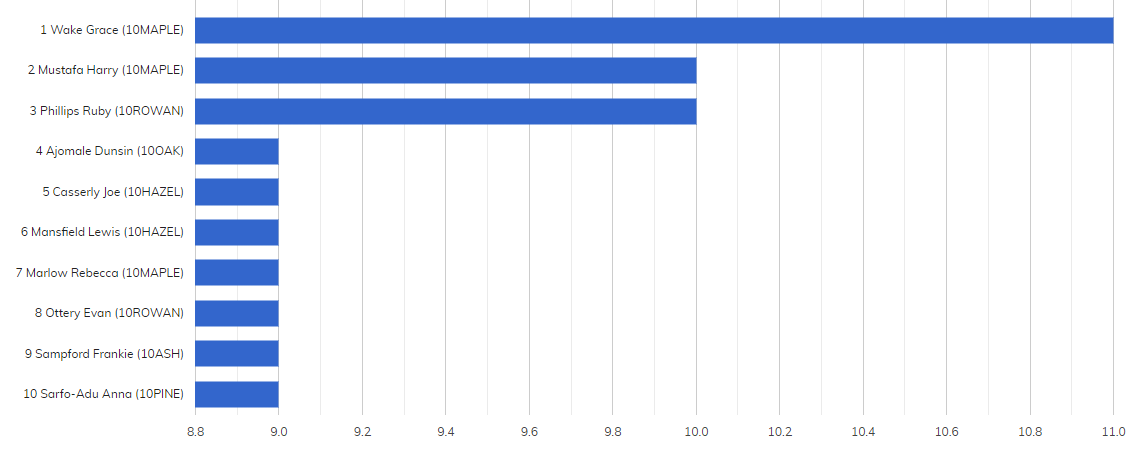 1 Wake Grace (10MAPLE)
2 Mustafa Harry (10MAPLE)
3 Phillips Ruby (10ROWAN)
4 Ajomale Dunsin (10OAK)
5 Casserly Joe (10HAZEL)
6 Mansfield Lewis (10HAZEL)
7 Marlow Rebecca (10MAPLE)
8 Ottery Evan (10ROWAN)
9 Sampford Frankie (10ASH)
10 Sarfo-Adu Anna (10PINE)
8.8 9.0 9.2 9.4 9.6 9.8 10.0 10.2 10.4 10.6 10.8 11.0